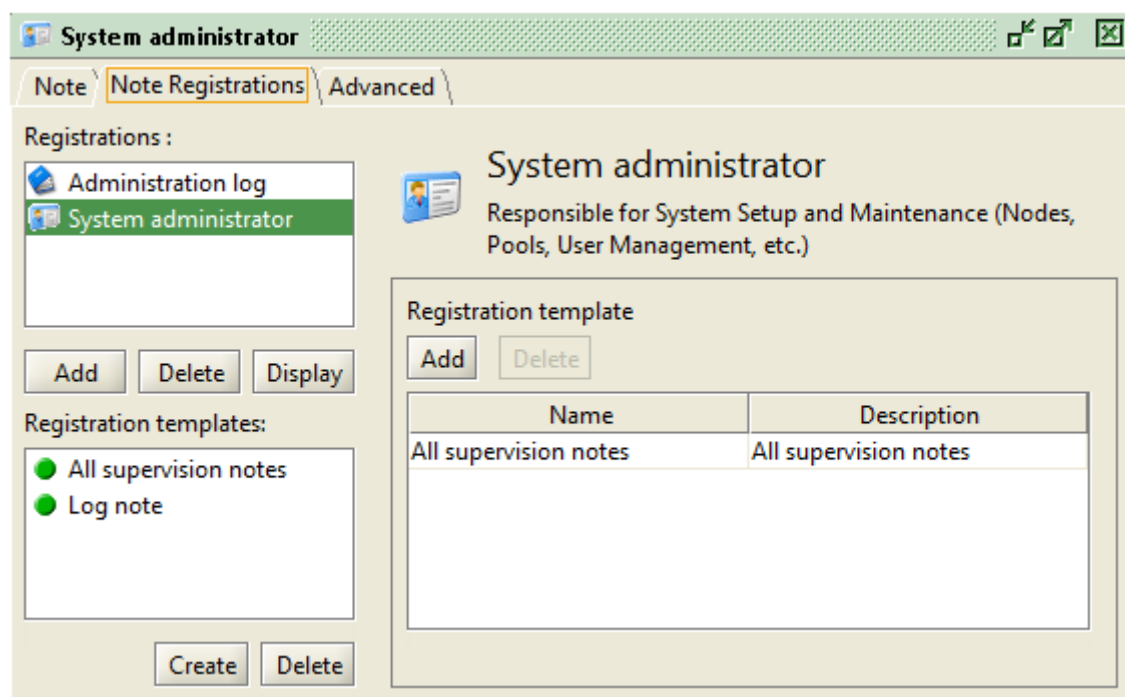 System administrator
Note Note Registrations Advanced
Registrations :
Administration log
System administrator
Add Delete Display
Registration templates:
All supervision notes
Log note
Create Delete
System administrator
Responsible for System Setup and Maintenance (Nodes,
Pools, User Management, etc.)
Registration template
Add Delete
Name Description
All supervision notes All supervision notes